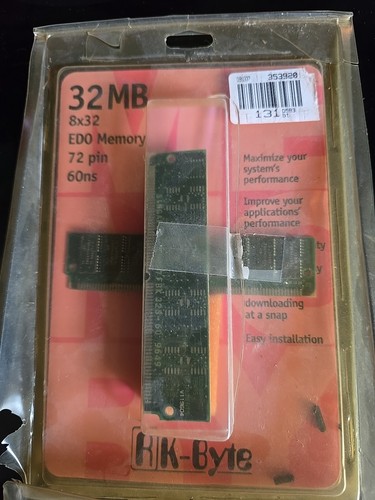 353920
131
32MB
8x32
EDO Memory
72 pin
60ns
Maximize your
system's
performance
Improve your
applications'
performance
downloading
at a snap
Easy installation
K-Byte